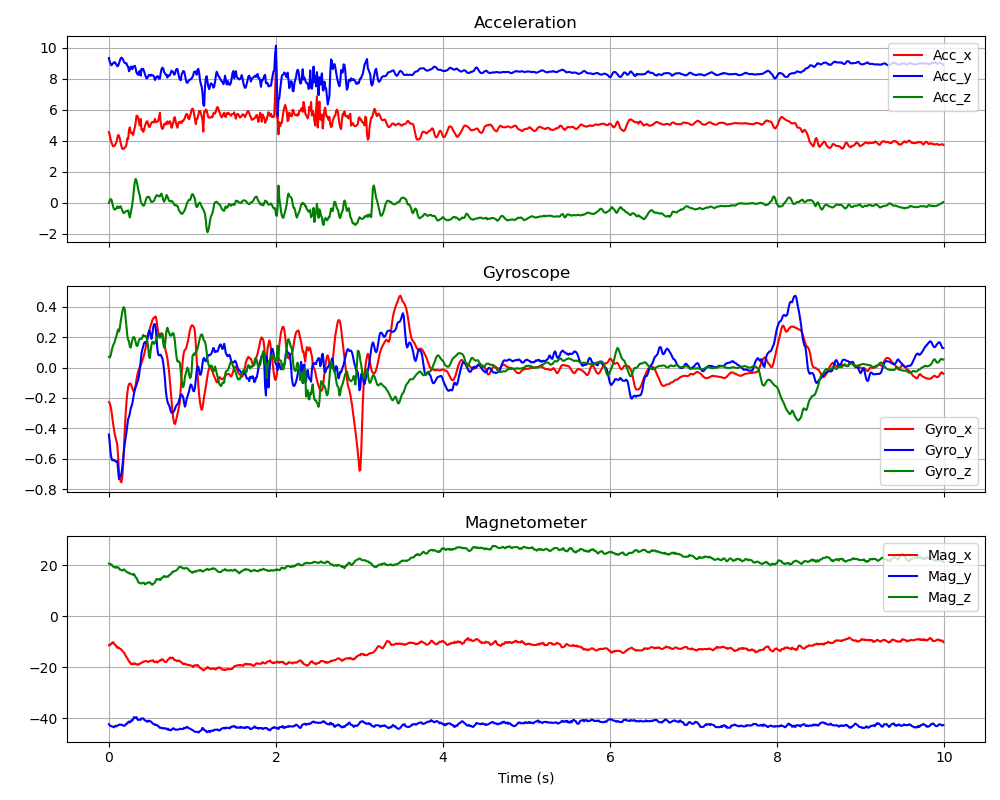 Acceleration
10
8
6
4
2
0
−2
Acc_x
Acc_y
Acc_z
Gyroscope
0.4
0.2
0.0
−0.2
−0.4
−0.6
−0.8
Gyro_x
Gyro_y
Gyro_z
Magnetometer
20
0
−20
−40
Mag_x
Mag_y
Mag_z
0 2 4 6 8 10
Time (s)